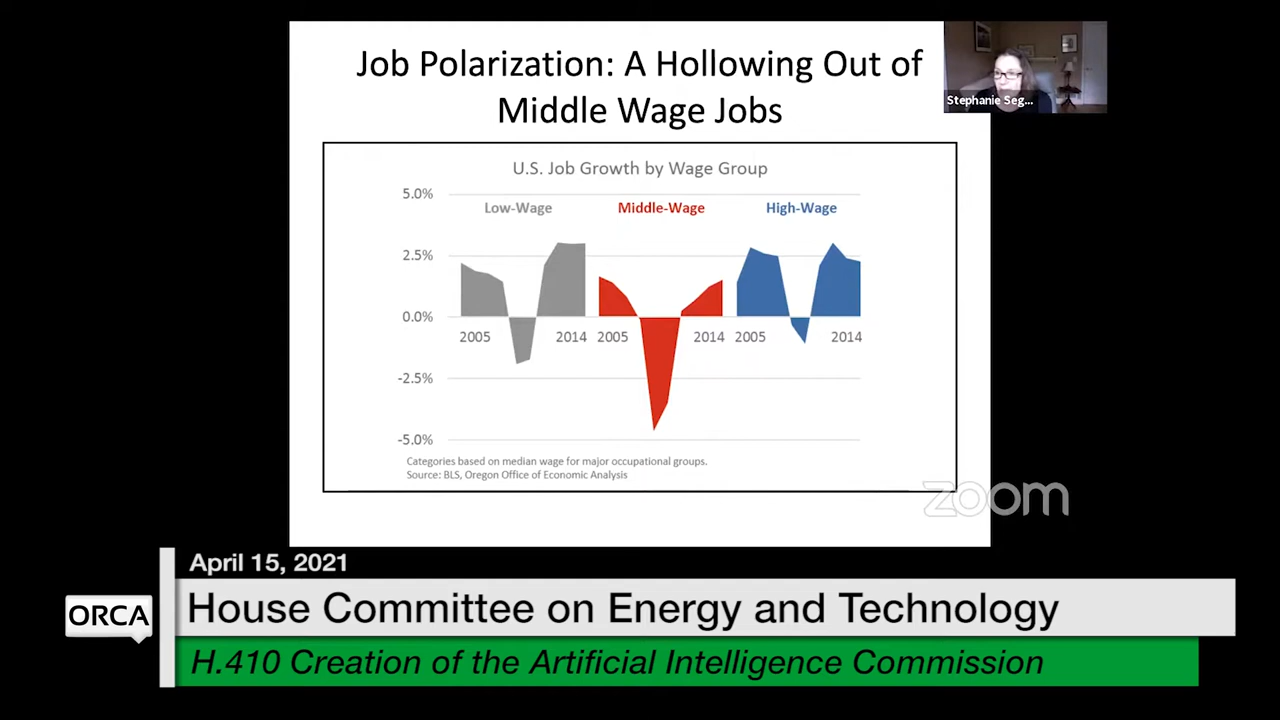 Job Polarization: A Hollowing Out of
Middle Wage Jobs
Stephanie Seg...
U.S. Job Growth by Wage Group
5.0%
Low-Wage Middle-Wage High-Wage
2.5%
0.0%
2005 2014 2005 2014 2005 2014
-2.5%
-5.0%
Categories based on median wage for major occupational groups.
Source: BLS, Oregon Office of Economic Analysis
zoom
April 15, 2021
ORCA
House Committee on Energy and Technology
H.410 Creation of the Artificial Intelligence Commission